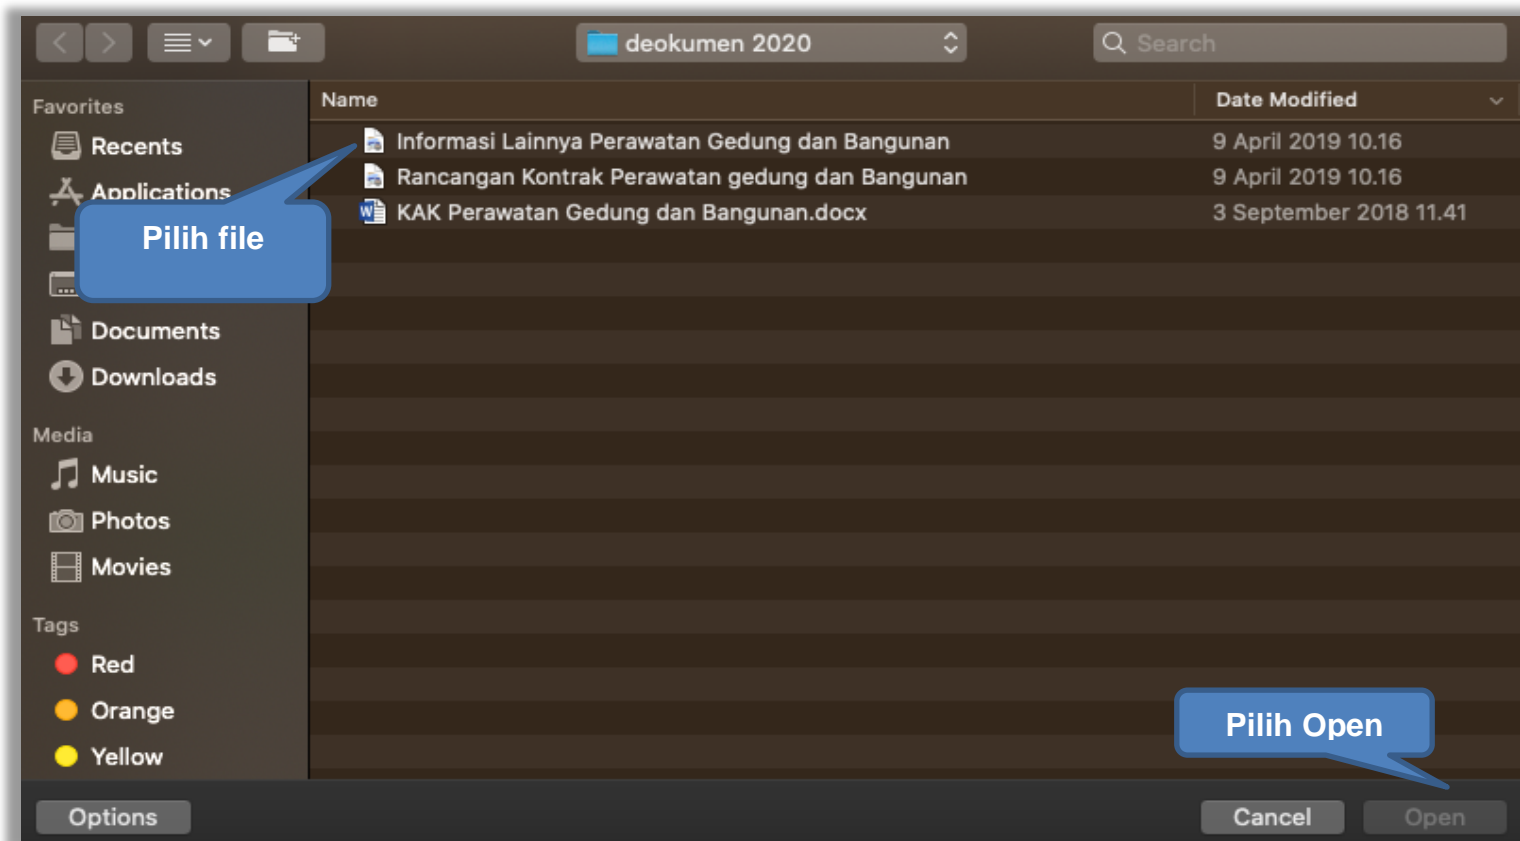 deokumen 2020
Search
Favorites
Name
Date Modified
Recents
Informasi Lainnya Perawatan Gedung dan Bangunan
9 April 2019 10.16
Applications
Rancangan Kontrak Perawatan gedung dan Bangunan
9 April 2019 10.16
KAK Perawatan Gedung dan Bangunan.docx
3 September 2018 11.41
Pilih file
Documents
Downloads
Media
Music
Photos
Movies
Tags
Red
Orange
Pilih Open
Yellow
Options
Cancel
Open